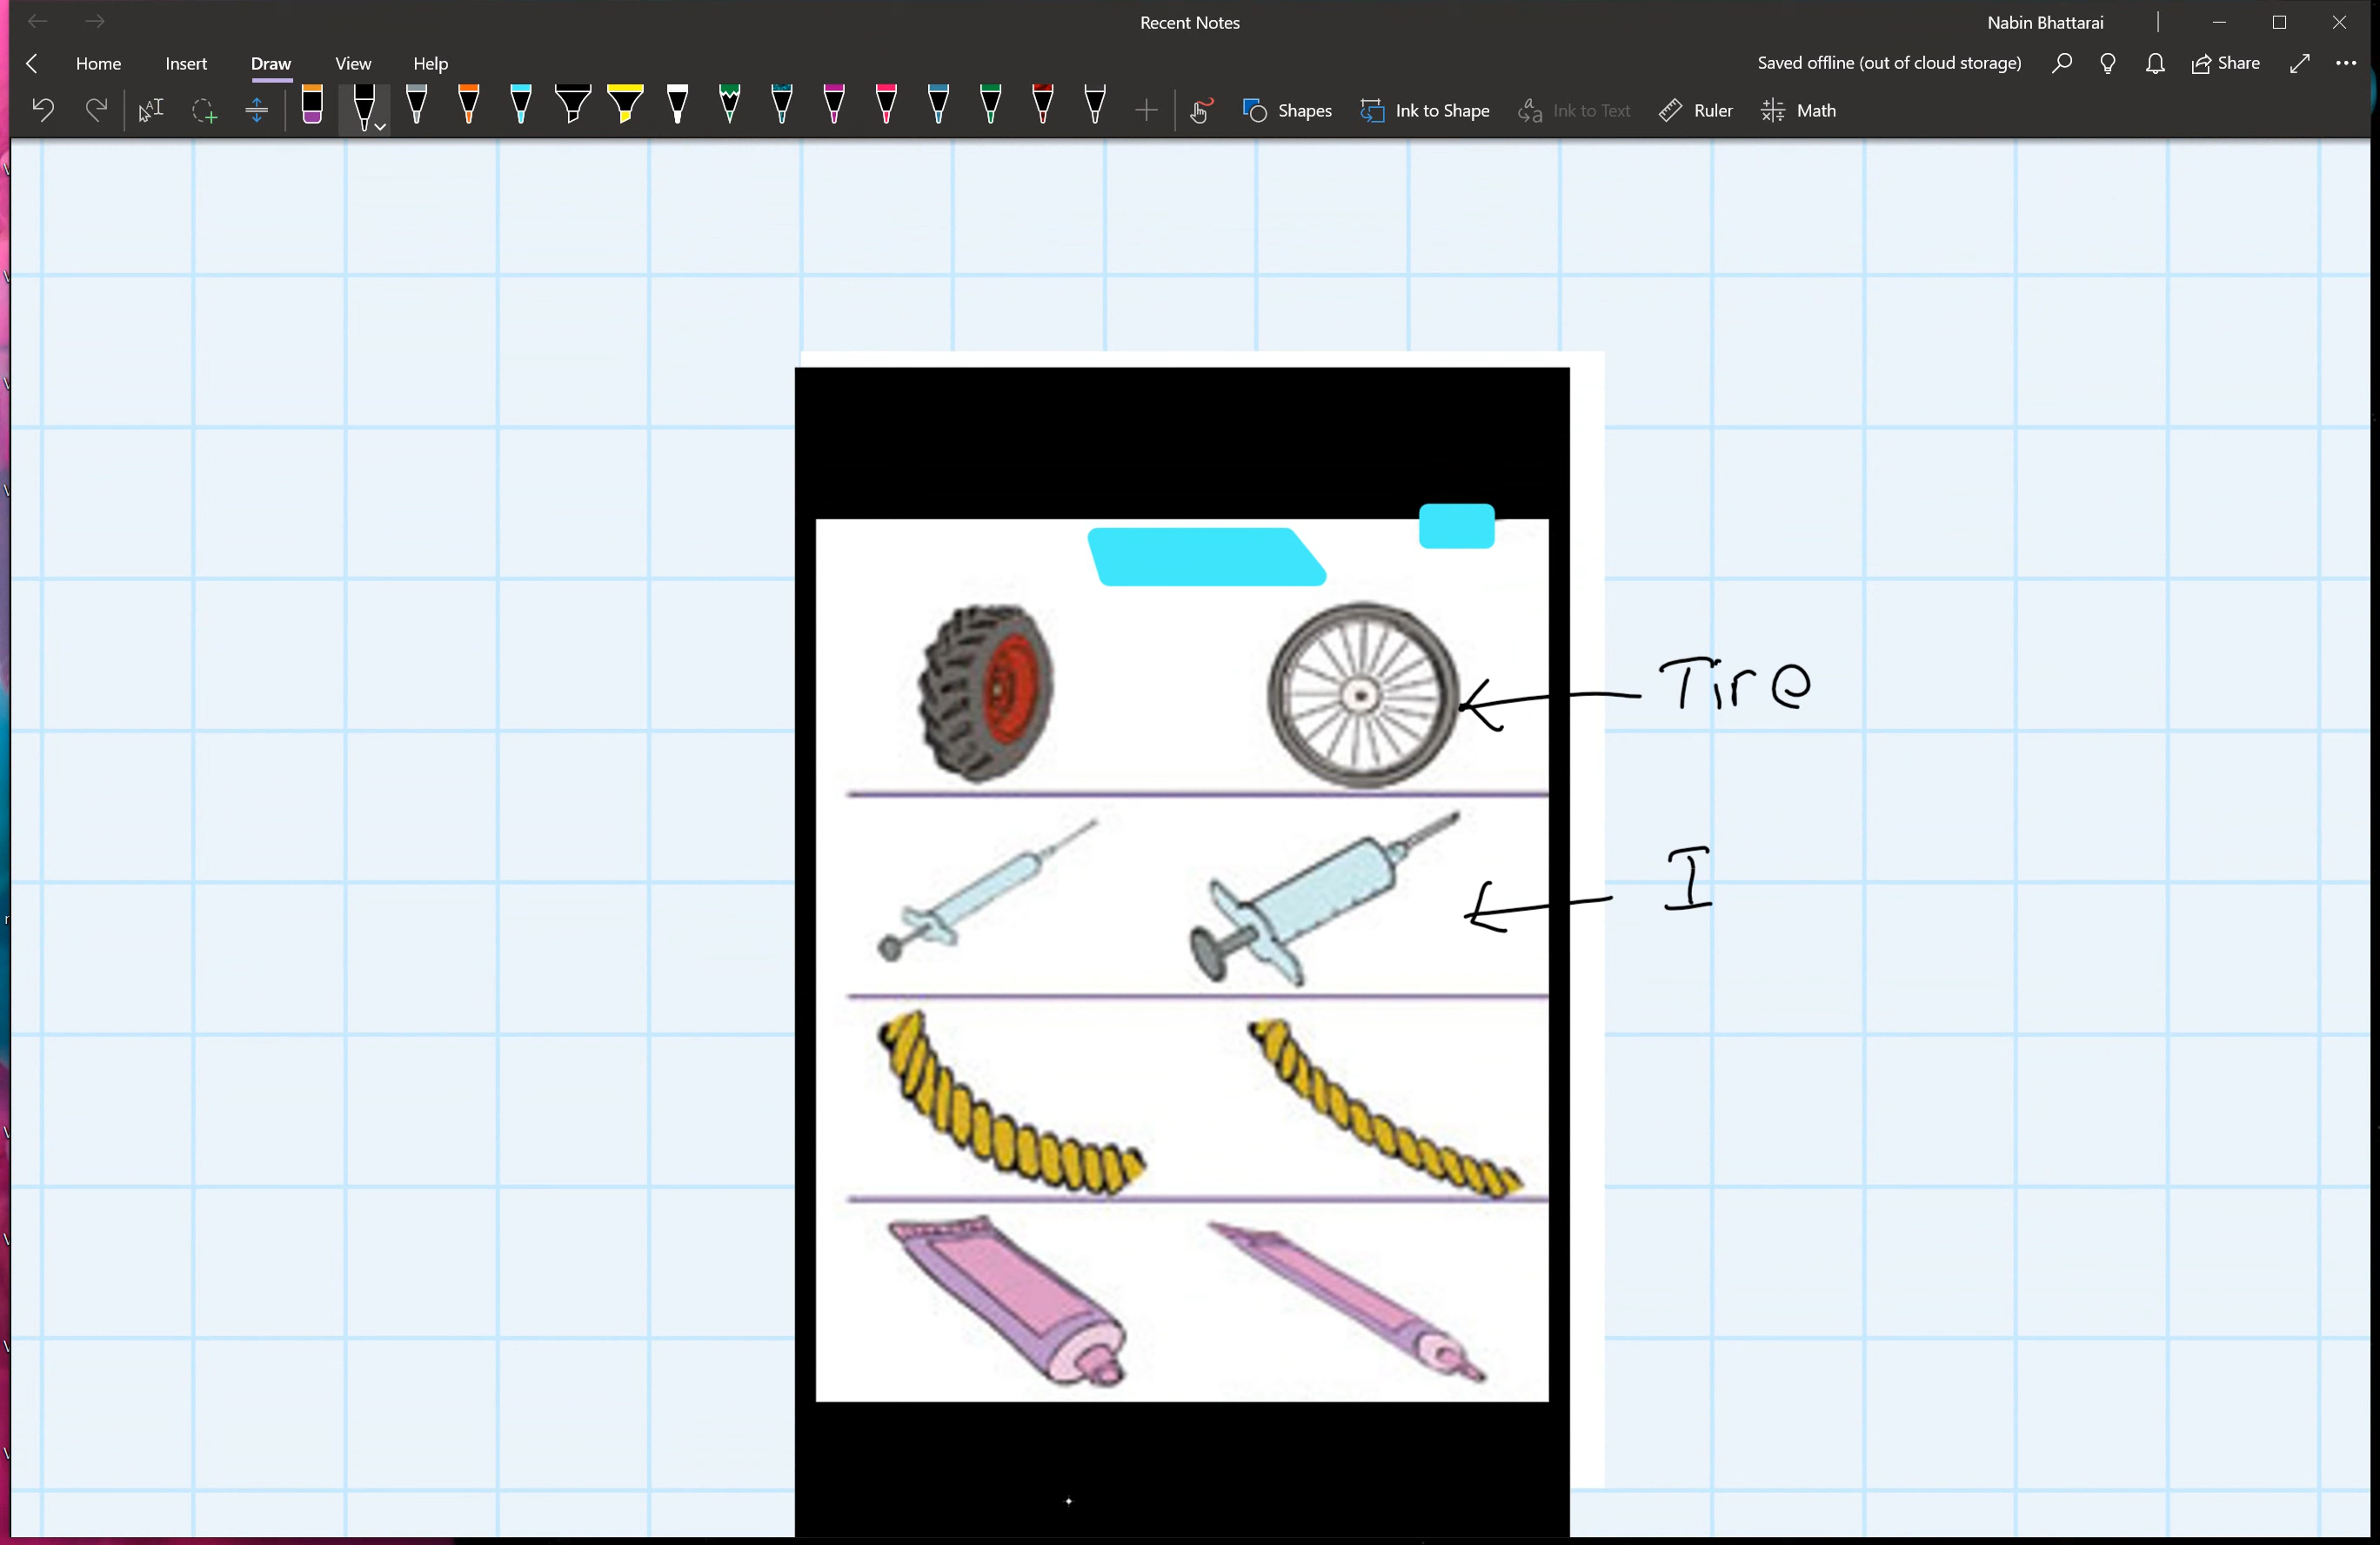 Recent Notes
Nabin Bhattarai
Home Insert Draw View Help
Saved offline (out of cloud storage)
Share
Shapes
Ink to Shape
Ink to Text
Ruler
Math
Tire
I